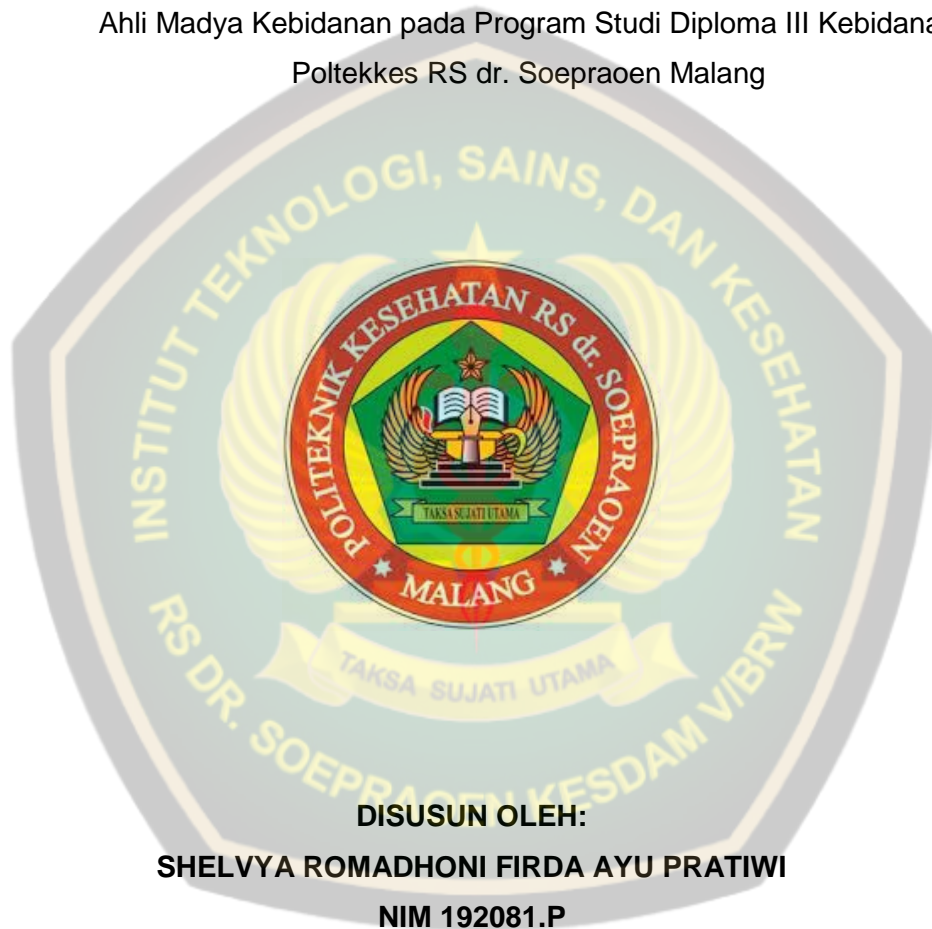 Ahli Madya Kebidanan pada Program Studi Diploma III
Poltekkes RS dr. Soepraoen Malang
INSTITUT TEKNOLOGI, SAINS, DAN KESEHATAN
POLITEKNIK KESEHATAN RS dr. SOEPRAOEN
TAKSA SUJATI UTAMA
MALANG
TAKSA SUJATI UTAMA
RS DR. SOEPRAOEN KESDAM V/BRW
DISUSUN OLEH:
SHELVYA ROMADHONI FIRDA AYU PRATIWI
NIM 192081.P